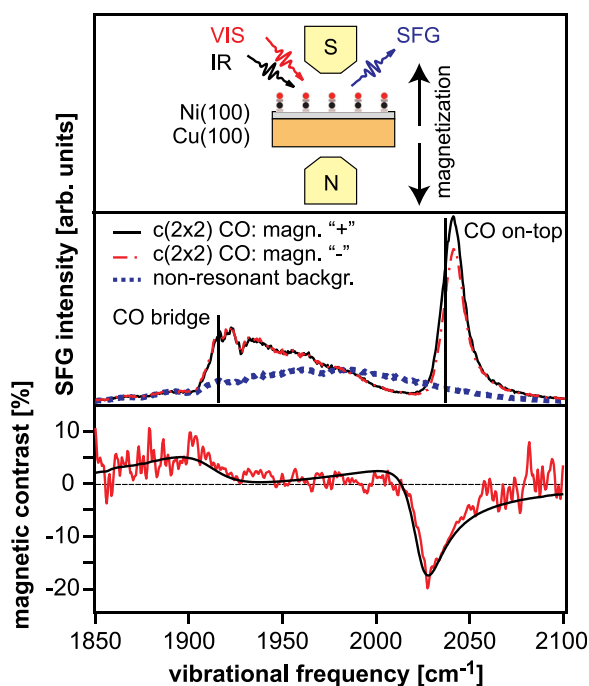 VIS
IR
S
SFG
Ni(100)
Cu(100)
N
magnetization
SFG intensity [arb. units]
c(2x2) CO: magn. “+”
c(2x2) CO: magn. “-”
non-resonant backgr.
CO on-top
CO bridge
magnetic contrast [%]
10
0
-10
-20
1850 1900 1950 2000 2050 2100
vibrational frequency [cm-1]